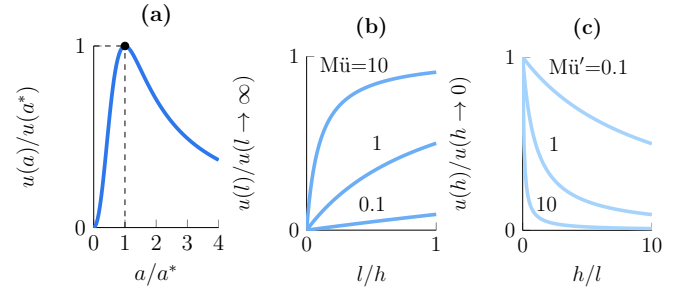 (a)
u(a)/u(a*)
1
0
0 1 2 3 4
a/a*
(b)
u(l)/u(l → ∞)
1
0
Mü=10
1
0.1
0 1
l/h
(c)
u(h)/u(h → 0)
1
0
Mü′=0.1
1
10
0 10
h/l